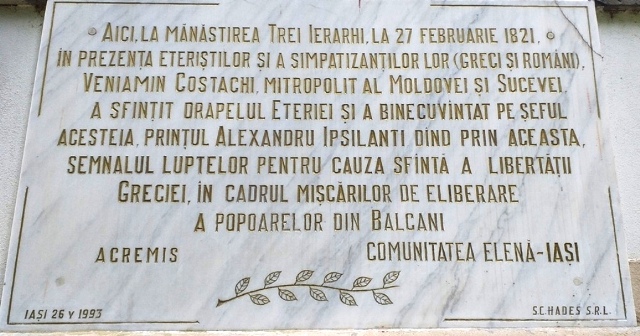 • AICI, LA MÂNĂSTIREA TREI IERARHI, LA 27 FEBRUARIE 1821, •
ÎN PREZENȚA ETERIȘTILOR ȘI A SIMPATIZANȚILOR LOR (GRECI ȘI ROMÂNI),
VENIAMIN COSTACHI, MITROPOLIT AL MOLDOVEI ȘI SUCEVEI,
A SFINȚIT DRAPELUL ETERIEI ȘI A BINECUVÎNTAT PE ȘEFUL
ACESTEIA, PRINȚUL ALEXANDRU IPSILANTI DÎND PRIN ACEASTA,
SEMNALUL LUPTELOR PENTRU CAUZA SFÎNTĂ A LIBERTĂȚII
GRECIEI, ÎN CADRUL MIȘCĂRILOR DE ELIBERARE
A POPOARELOR DIN BALCANI
ACREMIS COMUNITATEA ELENĂ-IAȘI
IAȘI 26 V 1993 SC HADES S.R.L.